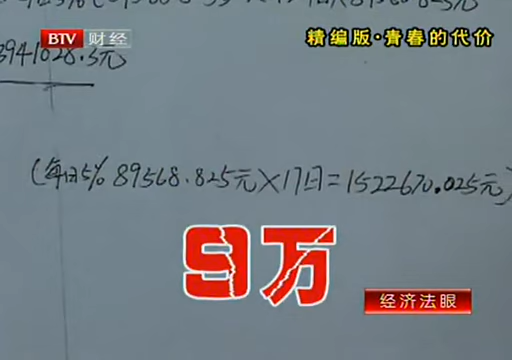 BTV 财经
精编版·青春的代价
3941028.5元
(每日5% 89568.825元×17日=1522670.025元)
9万
经济法眼